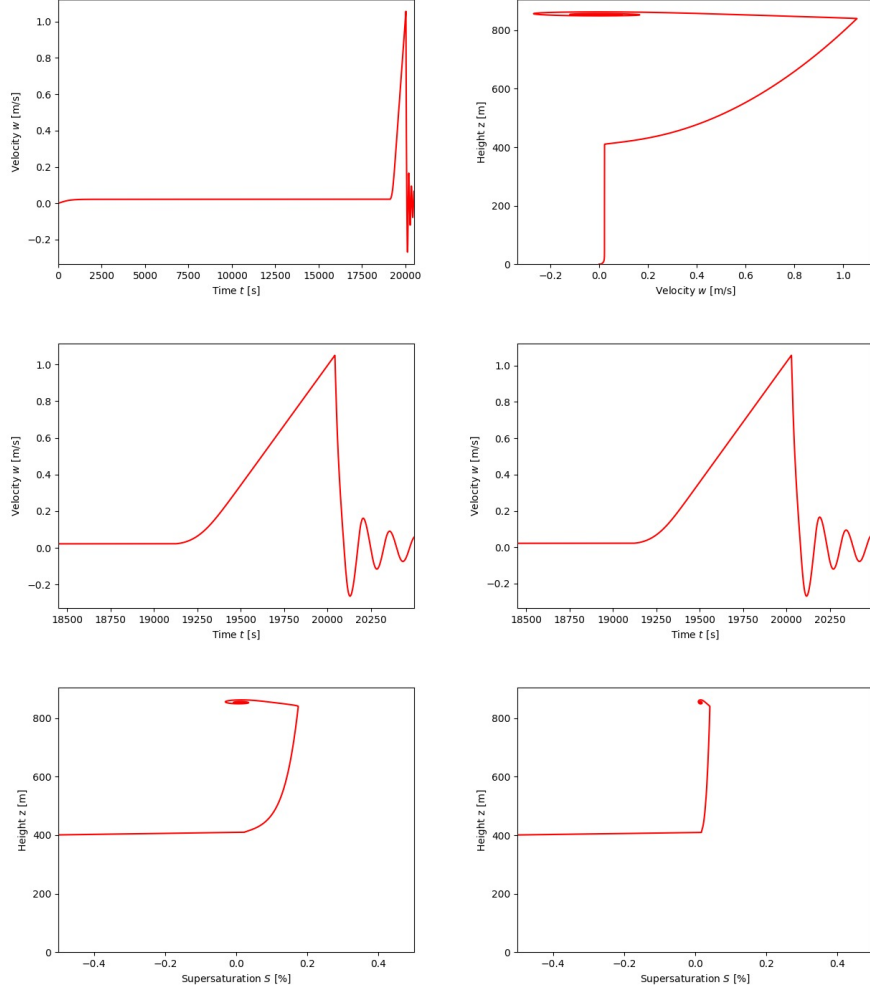 1.0
0.8
0.6
0.4
0.2
0.0
−0.2
Velocity w [m/s]
0 2500 5000 7500 10000 12500 15000 17500 20000
Time t [s]
800
600
400
200
0
Height z [m]
−0.2 0.0 0.2 0.4 0.6 0.8 1.0
Velocity w [m/s]
1.0
0.8
0.6
0.4
0.2
0.0
−0.2
Velocity w [m/s]
18500 18750 19000 19250 19500 19750 20000 20250
Time t [s]
1.0
0.8
0.6
0.4
0.2
0.0
−0.2
Velocity w [m/s]
18500 18750 19000 19250 19500 19750 20000 20250
Time t [s]
800
600
400
200
0
Height z [m]
−0.4 −0.2 0.0 0.2 0.4
Supersaturation S [%]
800
600
400
200
0
Height z [m]
−0.4 −0.2 0.0 0.2 0.4
Supersaturation S [%]